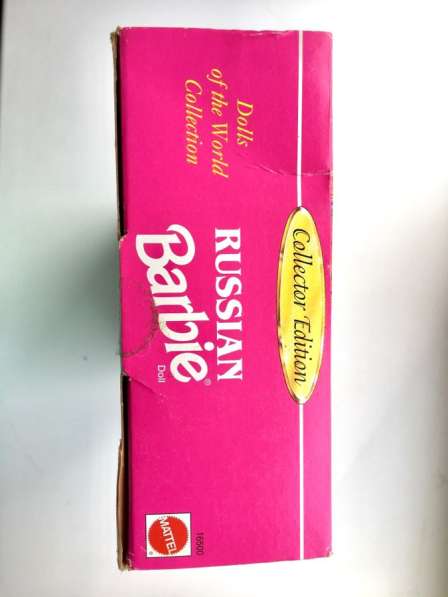 Collector Edition
Dolls
of the World
Collection
RUSSIAN
Barbie®
Doll
16500
MATTEL
®